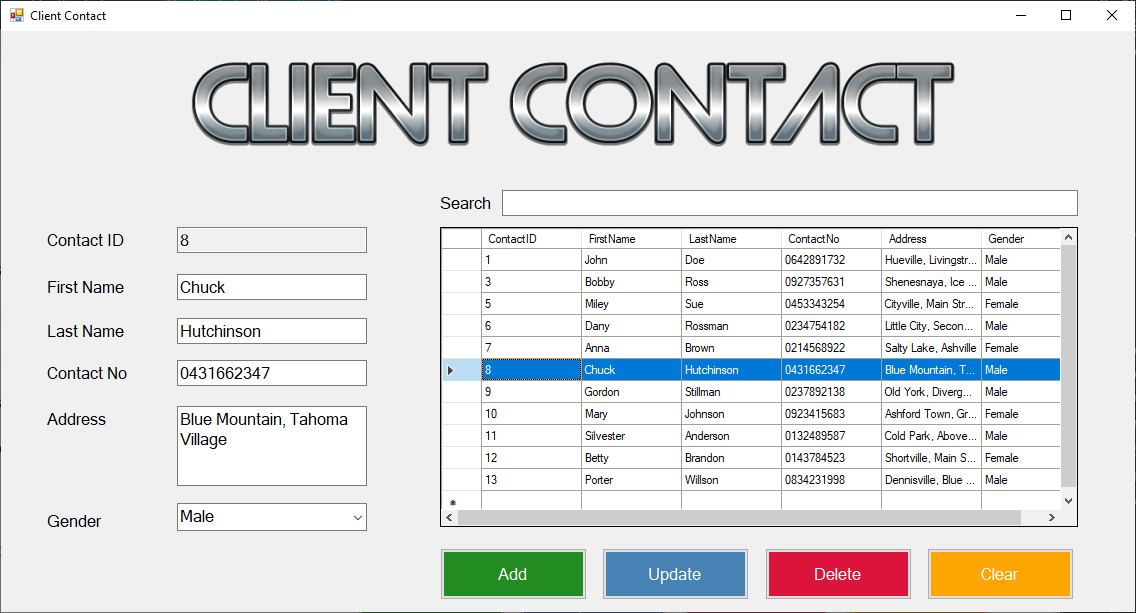 Client Contact
CLIENT CONTACT
Search
Contact ID 8
First Name Chuck
Last Name Hutchinson
Contact No 0431662347
Address Blue Mountain, Tahoma
Village
Gender Male
ContactID FirstName LastName ContactNo Address Gender
1 John Doe 0642891732 Hueville, Livingstr... Male
3 Bobby Ross 0927357631 Shenesnaya, Ice ... Male
5 Miley Sue 0453343254 Cityville, Main Str... Female
6 Dany Rossman 0234754182 Little City, Secon... Male
7 Anna Brown 0214568922 Salty Lake, Ashville Female
8 Chuck Hutchinson 0431662347 Blue Mountain, T... Male
9 Gordon Stillman 0237892138 Old York, Diverg... Male
10 Mary Johnson 0923415683 Ashford Town, Gr... Female
11 Silvester Anderson 0132489587 Cold Park, Above... Male
12 Betty Brandon 0143784523 Shortville, Main S... Female
13 Porter Willson 0834231998 Dennisville, Blue ... Male
Add Update Delete Clear